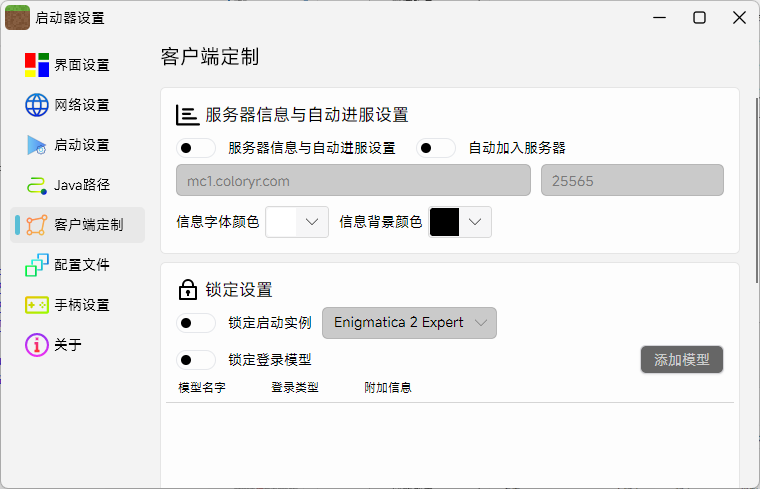 启动器设置
界面设置
网络设置
启动设置
Java路径
客户端定制
配置文件
手柄设置
关于
客户端定制
服务器信息与自动进服设置
服务器信息与自动进服设置 自动加入服务器
mc1.coloryr.com 25565
信息字体颜色 信息背景颜色
锁定设置
锁定启动实例 Enigmatica 2 Expert
锁定登录模型 添加模型
模型名字 登录类型 附加信息